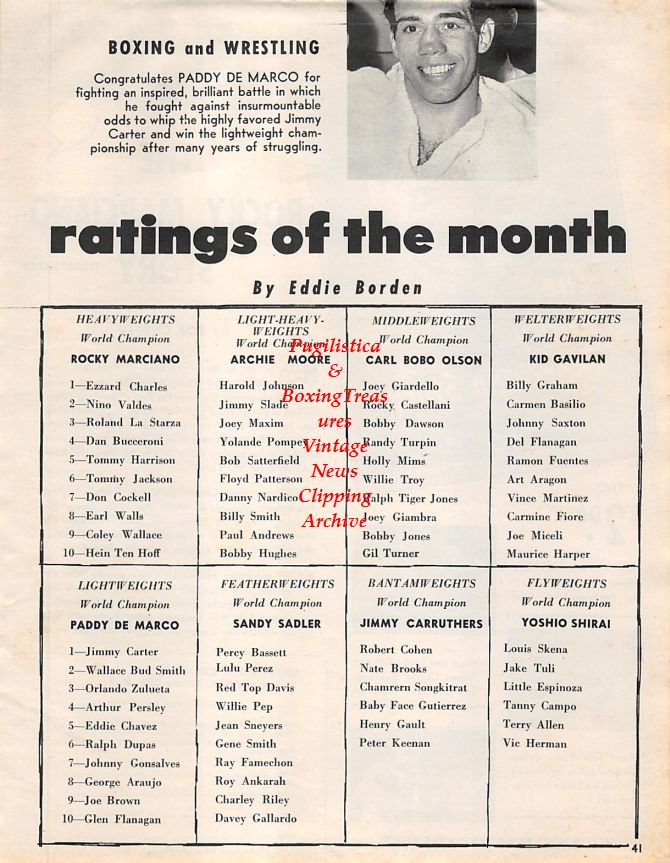 BOXING and WRESTLING
Congratulates PADDY DE MARCO for
fighting an inspired, brilliant battle in which
he fought against insurmountable
odds to whip the highly favored Jimmy
Carter and win the lightweight cham-
pionship after many years of struggling.
ratings of the month
By Eddie Borden
HEAVYWEIGHTS
World Champion
ROCKY MARCIANO
1—Ezzard Charles
2—Nino Valdes
3—Roland La Starza
4—Dan Bucceroni
5—Tommy Harrison
6—Tommy Jackson
7—Don Cockell
8—Earl Walls
9—Coley Wallace
10—Hein Ten Hoff
LIGHT-HEAVY-
WEIGHTS
World Champion
ARCHIE MOORE
Harold Johnson
Jimmy Slade
Joey Maxim
Yolande Pompey
Bob Satterfield
Floyd Patterson
Danny Nardico
Billy Smith
Paul Andrews
Bobby Hughes
MIDDLEWEIGHTS
World Champion
CARL BOBO OLSON
Joey Giardello
Rocky Castellani
Bobby Dawson
Randy Turpin
Holly Mims
Willie Troy
Ralph Tiger Jones
Joey Giambra
Bobby Jones
Gil Turner
WELTERWEIGHTS
World Champion
KID GAVILAN
Billy Graham
Carmen Basilio
Johnny Saxton
Del Flanagan
Ramon Fuentes
Art Aragon
Vince Martinez
Carmine Fiore
Joe Miceli
Maurice Harper
Pugilistica
&
BoxingTreas
ures
Vintage
News
Clipping
Archive
LIGHTWEIGHTS
World Champion
PADDY DE MARCO
1—Jimmy Carter
2—Wallace Bud Smith
3—Orlando Zulueta
4—Arthur Persley
5—Eddie Chavez
6—Ralph Dupas
7—Johnny Gonsalves
8—George Araujo
9—Joe Brown
10—Glen Flanagan
FEATHERWEIGHTS
World Champion
SANDY SADLER
Percy Bassett
Lulu Perez
Red Top Davis
Willie Pep
Jean Sneyers
Gene Smith
Ray Famechon
Roy Ankarah
Charley Riley
Davey Gallardo
BANTAMWEIGHTS
World Champion
JIMMY CARRUTHERS
Robert Cohen
Nate Brooks
Chamrern Songkitrat
Baby Face Gutierrez
Henry Gault
Peter Keenan
FLYWEIGHTS
World Champion
YOSHIO SHIRAI
Louis Skena
Jake Tuli
Little Espinoza
Tanny Campo
Terry Allen
Vic Herman
41